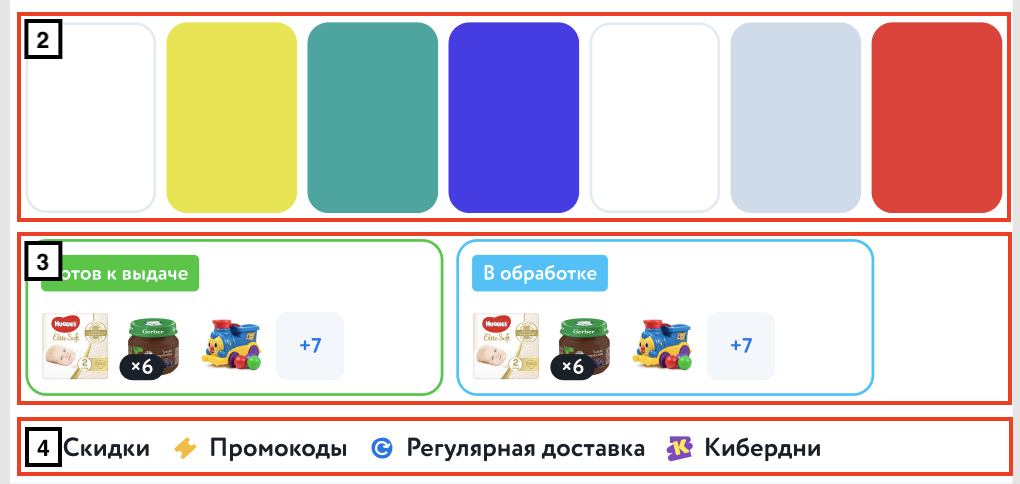 2
3
отов к выдаче
В обработке
HUGGIES
Elite Soft
2
Gerber
×6
+7
HUGGIES
Elite Soft
2
Gerber
×6
+7
4
Скидки Промокоды Регулярная доставка Кибердни